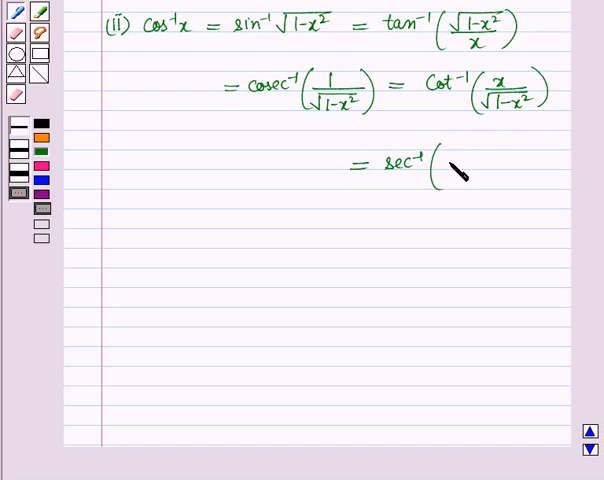 (II) cos⁻¹x = sin⁻¹ √(1-x²) = tan⁻¹ (√(1-x²)/x)
= cosec⁻¹ (1/√(1-x²)) = cot⁻¹ (x/√(1-x²))
= sec⁻¹ (